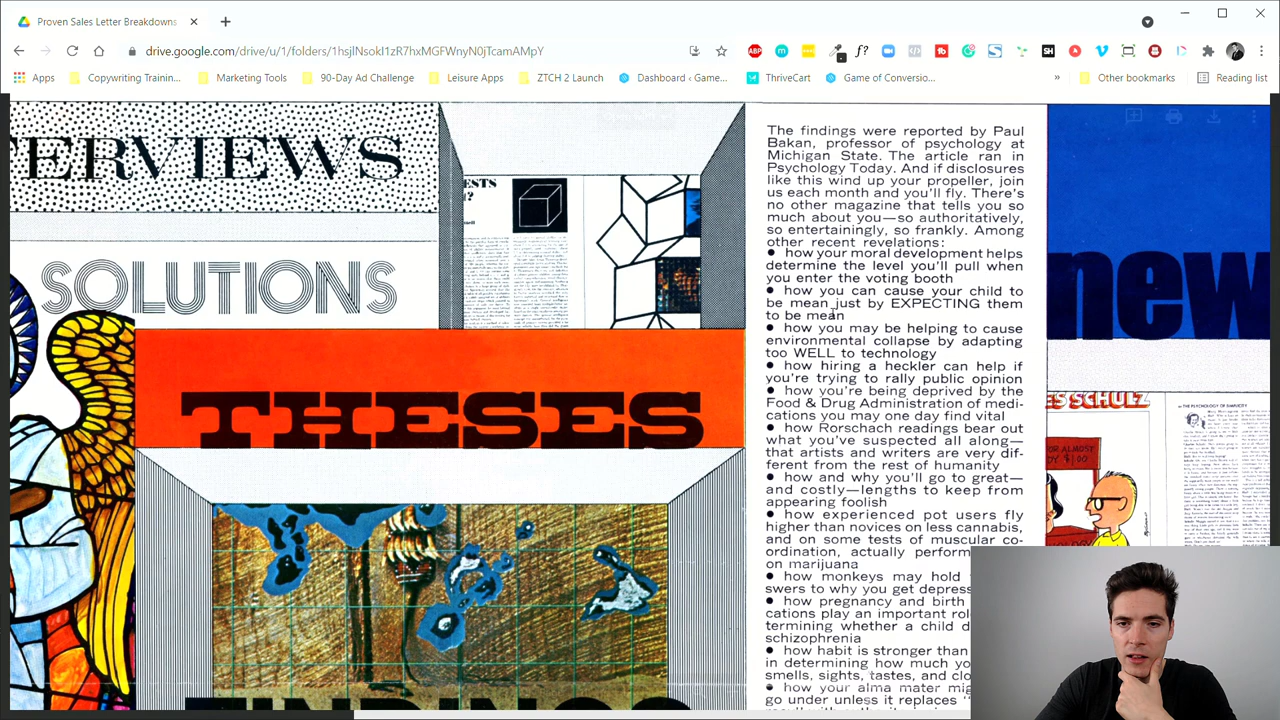 Proven Sales Letter Breakdowns
drive.google.com/drive/u/1/folders/1hsjlNsokI1zR7hxMGFWnyN0jTcamAMpY
Apps
Copywriting Trainin...
Marketing Tools
90-Day Ad Challenge
Leisure Apps
ZTCH 2 Launch
Dashboard ‹ Game...
ThriveCart
Game of Conversio...
»
Other bookmarks
Reading list
TERVIEWS
SOLUTIONS
THESES
The findings were reported by Paul
Bakan, professor of psychology at
Michigan State. The article ran in
Psychology Today. And if disclosures
like this wind up your propeller, join
us each month and you'll fly. There's
no other magazine that tells you so
much about you—so authoritatively,
so entertainingly, so frankly. Among
other recent revelations:
● how your moral development helps
determine the level you pull when
you enter the voting booth
● how you can cause your child to
be mean just by EXPECTING them
to be mean
● how you may be helping to cause
environmental collapse by adapting
too WELL to technology
● how hiring a heckler can help if
you're trying to rally public opinion
● how you're being deprived by the
Food & Drug Administration of medi-
cations you may one day find vital
● how Rorschach readings bear out
what you've suspected all along—
that artists and writers are very dif-
ferent from the rest of humanity
● how and why you'll go to great—
and costly—lengths to keep from
appearing foolish
● how experienced users fly
higher than novices on less cannabis,
and on some tests of motor co-
ordination, actually perform
on marijuana
● how monkeys may hold
swers to why you get depress
● how pregnancy and birth
cations play an important rol
termining whether a child d
schizophrenia
● how habit is stronger than
in determining how much yo
smells, sights, tastes, and clo
● how your alma mater mig
go under unless it replaces "
me
ES SCHULZ
OR ALMOST
BY $1.00
THE PSYCHOLOGY OF SIMPLICITY
FINDINGS